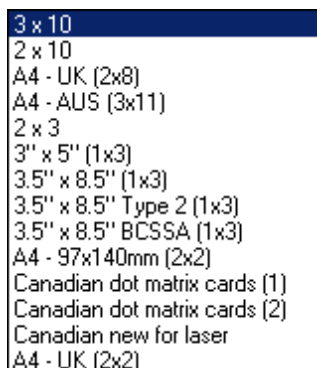 3 x 10
2 x 10
A4 - UK (2x8)
A4 - AUS (3x11)
2 x 3
3" x 5" (1x3)
3.5" x 8.5" (1x3)
3.5" x 8.5" Type 2 (1x3)
3.5" x 8.5" BCSSA (1x3)
A4 - 97x140mm (2x2)
Canadian dot matrix cards (1)
Canadian dot matrix cards (2)
Canadian new for laser
A4 - UK (2x2)